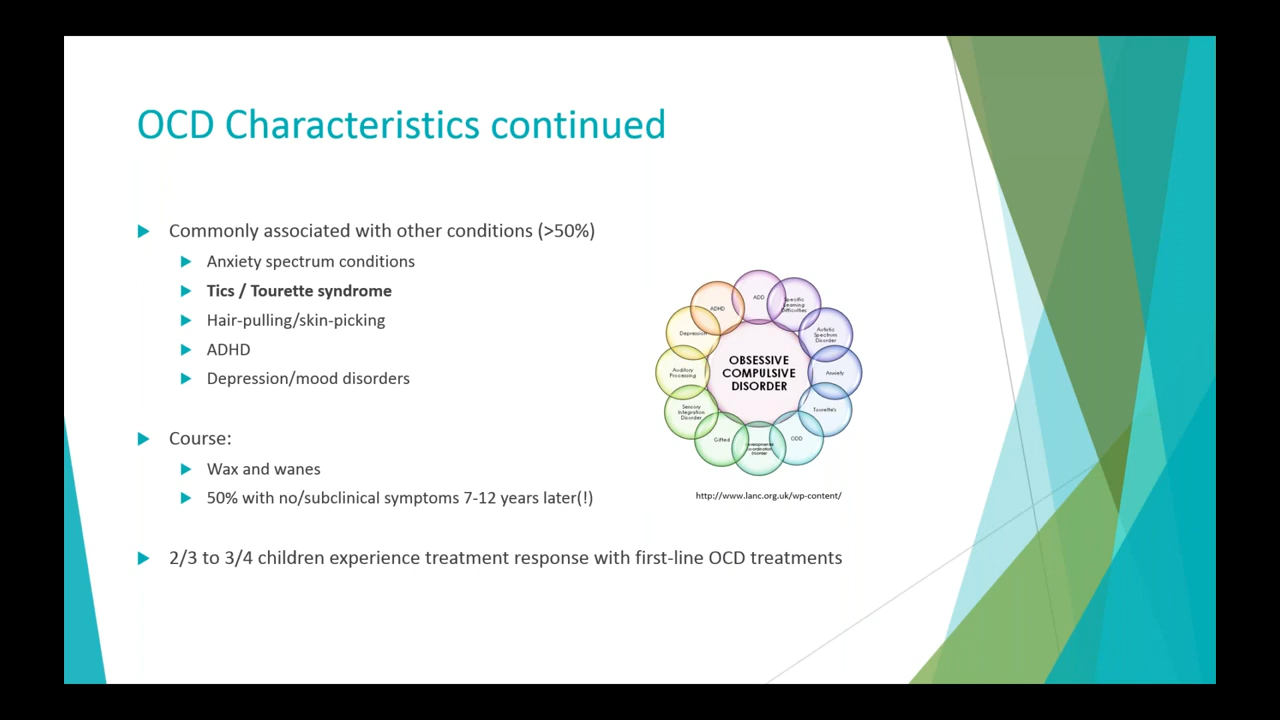 OCD Characteristics continued
Commonly associated with other conditions (>50%)
Anxiety spectrum conditions
Tics / Tourette syndrome
Hair-pulling/skin-picking
ADHD
Depression/mood disorders
Course:
Wax and wanes
50% with no/subclinical symptoms 7-12 years later(!)
2/3 to 3/4 children experience treatment response with first-line OCD treatments
OBSESSIVE
COMPULSIVE
DISORDER
ADD
Specific
Learning
Difficulties
Autistic
Spectrum
Disorder
Anxiety
Tourette's
ODD
Disorder
Gifted
Sensory
Integration
Disorder
Auditory
Processing
Depression
ADHD
http://www.lanc.org.uk/wp-content/